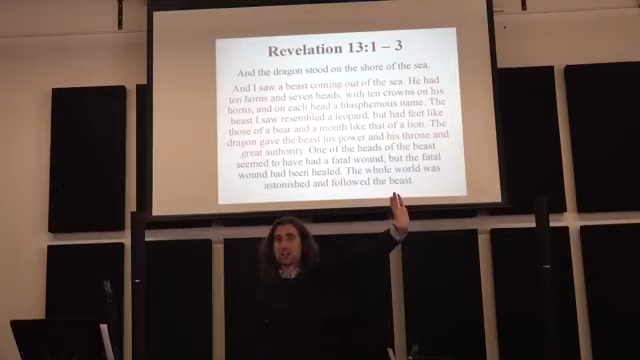 Revelation 13:1 – 3
And the dragon stood on the shore of the sea.
And I saw a beast coming out of the sea. He had
ten horns and seven heads, with ten crowns on his
horns, and on each head a blasphemous name. The
beast I saw resembled a leopard, but had feet like
those of a bear and a mouth like that of a lion. The
dragon gave the beast his power and his throne and
great authority. One of the heads of the beast
seemed to have had a fatal wound, but the fatal
wound had been healed. The whole world was
astonished and followed the beast.